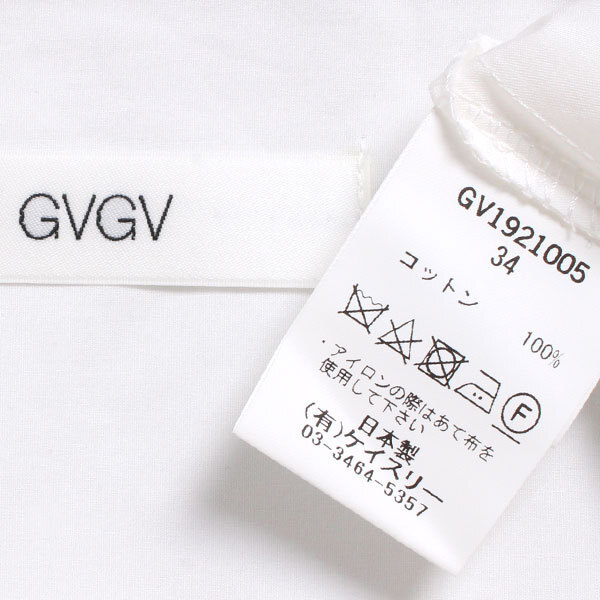 GVGV
GV1921005
34
コットン 100%
F
・アイロンの際はあて布を
使用して下さい
日本製
(有)ケイスリー
03-3464-5357